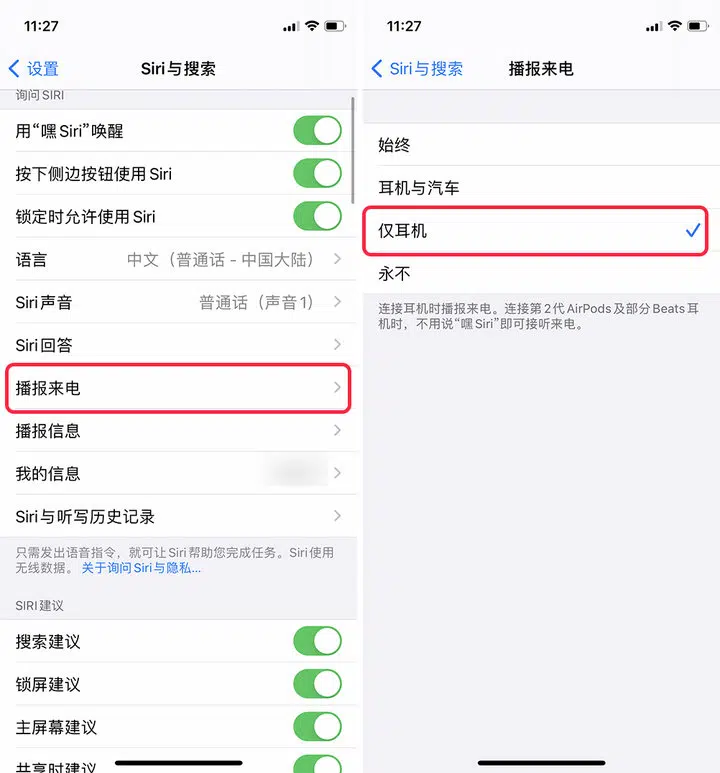 11:27
设置
Siri与搜索
询问 SIRI
用“嘿 Siri”唤醒
按下侧边按钮使用 Siri
锁定时允许使用 Siri
语言 中文（普通话 - 中国大陆）
Siri声音 普通话（声音 1）
Siri回答
播报来电
播报信息
我的信息
Siri与听写历史记录
只需发出语音指令，就可让 Siri 帮助您完成任务。Siri 使用
无线数据。 关于询问 Siri 与隐私...
SIRI 建议
搜索建议
锁屏建议
主屏幕建议
共享时建议
11:27
Siri与搜索
播报来电
始终
耳机与汽车
仅耳机
永不
连接耳机时播报来电。连接第 2 代 AirPods 及部分 Beats 耳
机时，不用说“嘿 Siri”即可接听来电。